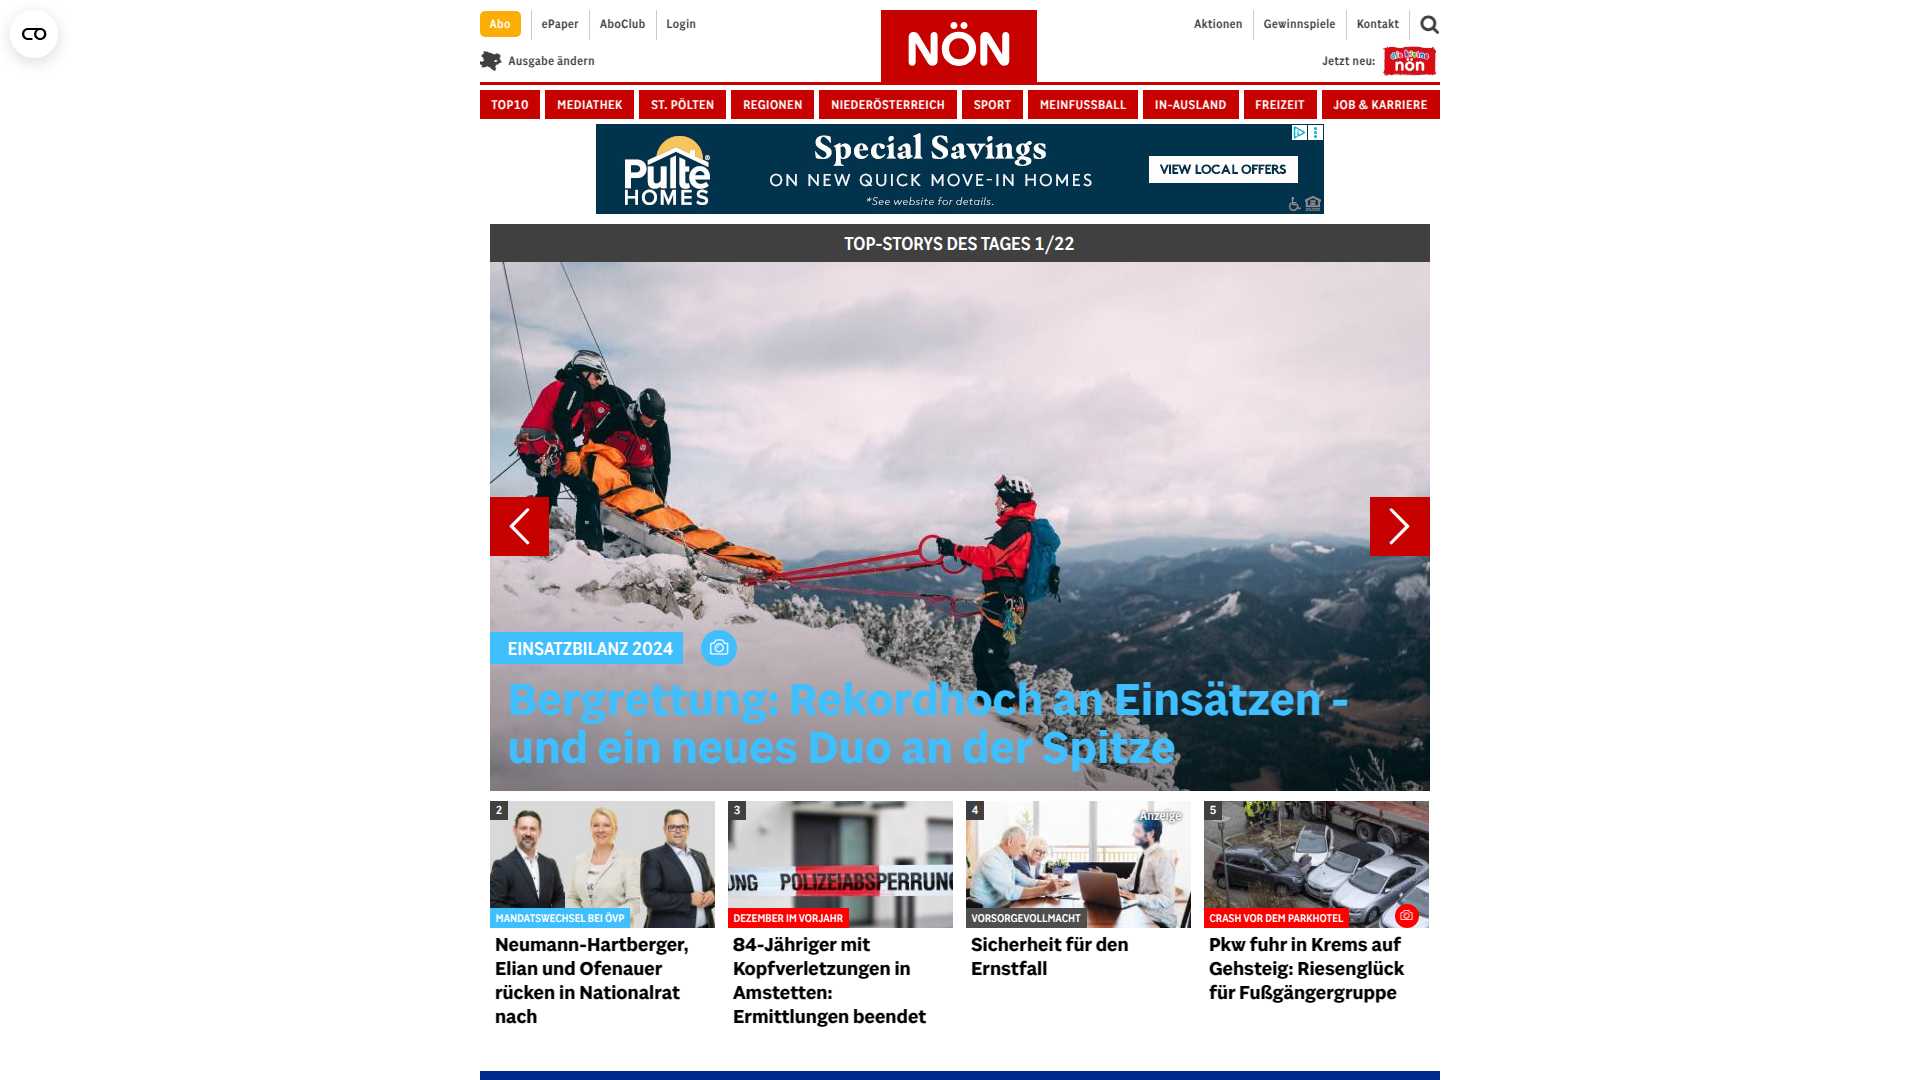 Abo
ePaper
AboClub
Login
NÖN
Aktionen
Gewinnspiele
Kontakt
Ausgabe ändern
Jetzt neu:
die kleine
nön
TOP10
MEDIATHEK
ST. PÖLTEN
REGIONEN
NIEDERÖSTERREICH
SPORT
MEINFUSSBALL
IN-AUSLAND
FREIZEIT
JOB & KARRIERE
Pulte
HOMES
Special Savings
ON NEW QUICK MOVE-IN HOMES
*See website for details.
VIEW LOCAL OFFERS
TOP-STORYS DES TAGES 1/22
EINSATZBILANZ 2024
Bergrettung: Rekordhoch an Einsätzen -
und ein neues Duo an der Spitze
2
MANDATSWECHSEL BEI ÖVP
Neumann-Hartberger,
Elian und Ofenauer
rücken in Nationalrat
nach
3
UNG POLIZEIABSPERRUNG
DEZEMBER IM VORJAHR
84-Jähriger mit
Kopfverletzungen in
Amstetten:
Ermittlungen beendet
4
Anzeige
VORSORGEVOLLMACHT
Sicherheit für den
Ernstfall
5
CRASH VOR DEM PARKHOTEL
Pkw fuhr in Krems auf
Gehsteig: Riesenglück
für Fußgängergruppe